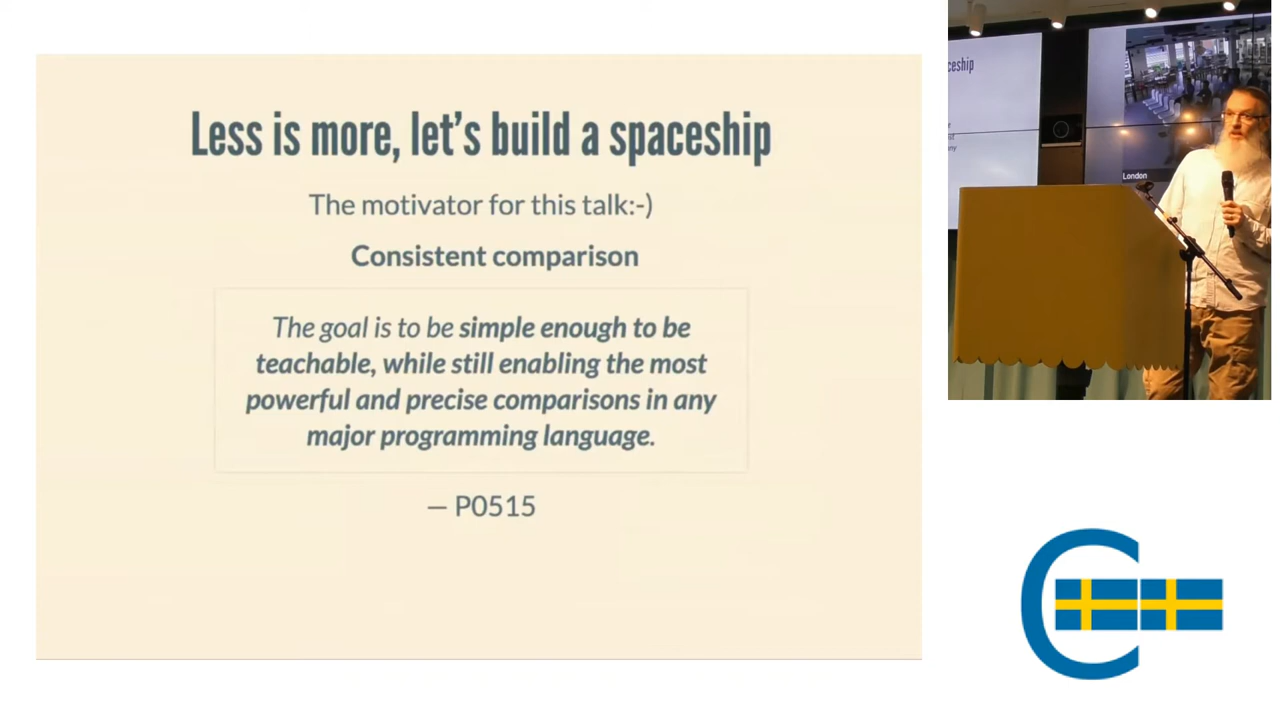 Less is more, let's build a spaceship
The motivator for this talk:-)
Consistent comparison
The goal is to be simple enough to be
teachable, while still enabling the most
powerful and precise comparisons in any
major programming language.
— P0515
ceship
ny
London